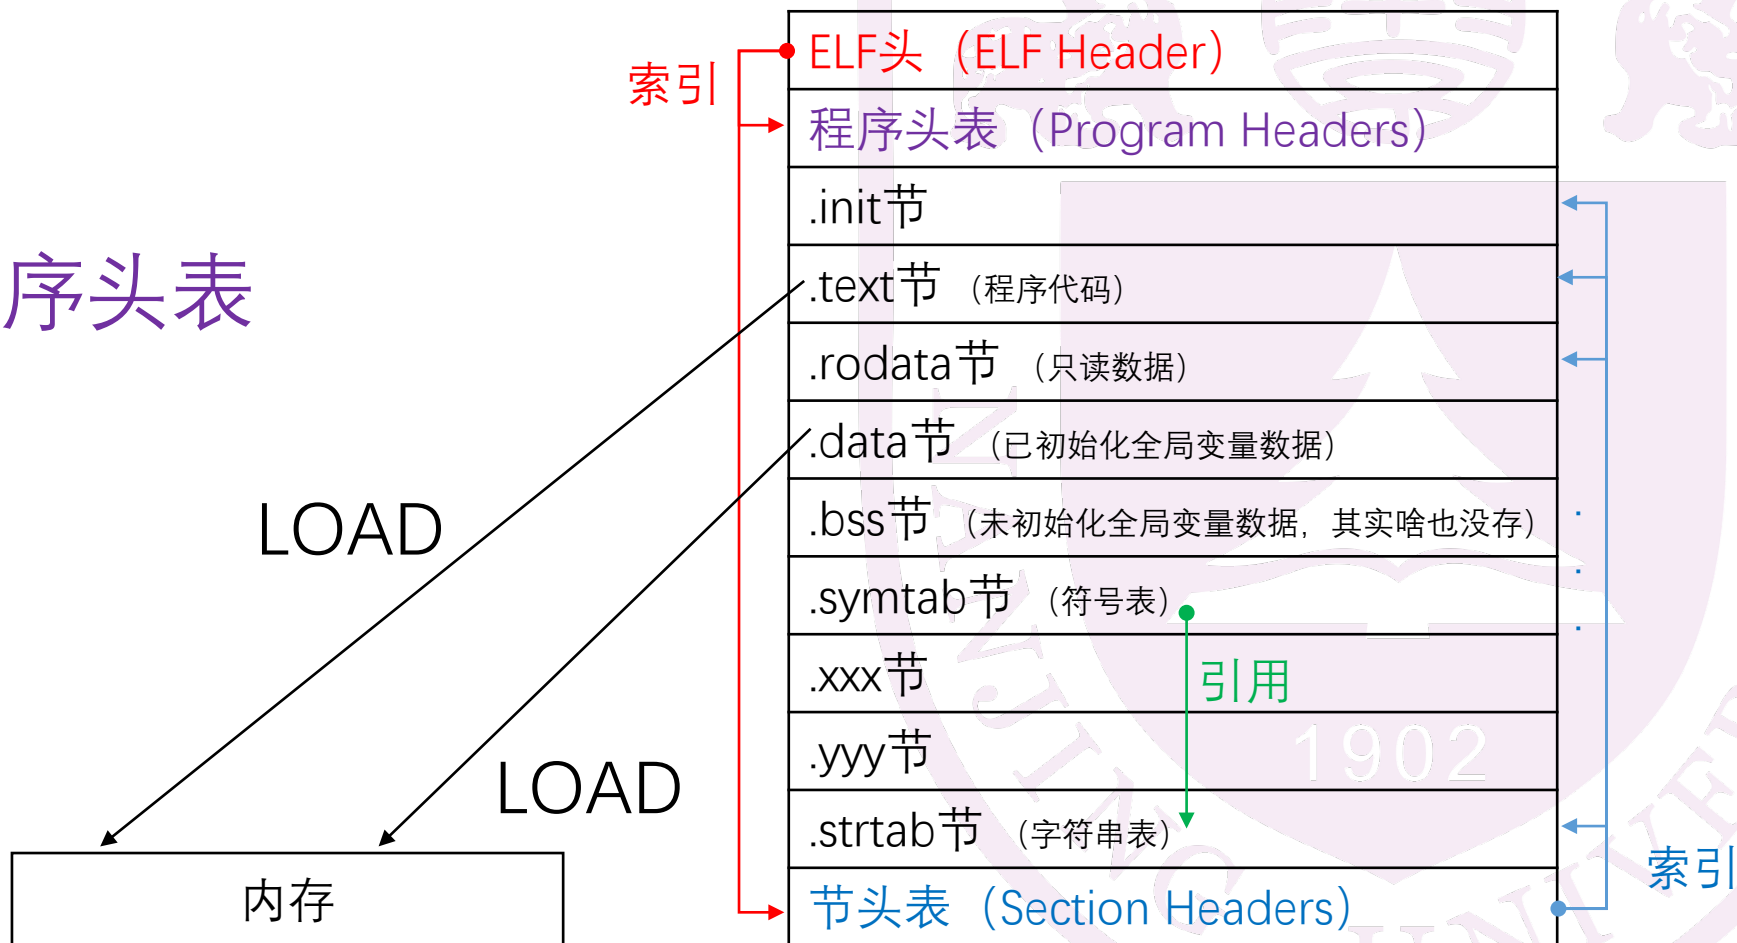 ELF头（ELF Header）
索引
程序头表（Program Headers）
.init节
序头表
.text节（程序代码）
.rodata节（只读数据）
.data节（已初始化全局变量数据）
LOAD
.bss节（未初始化全局变量数据，其实啥也没存）
.symtab节（符号表）
.xxx节
引用
.yyy节
1902
LOAD
.strtab节（字符串表）
索引
内存
节头表（Section Headers）
NANJING UNIVER